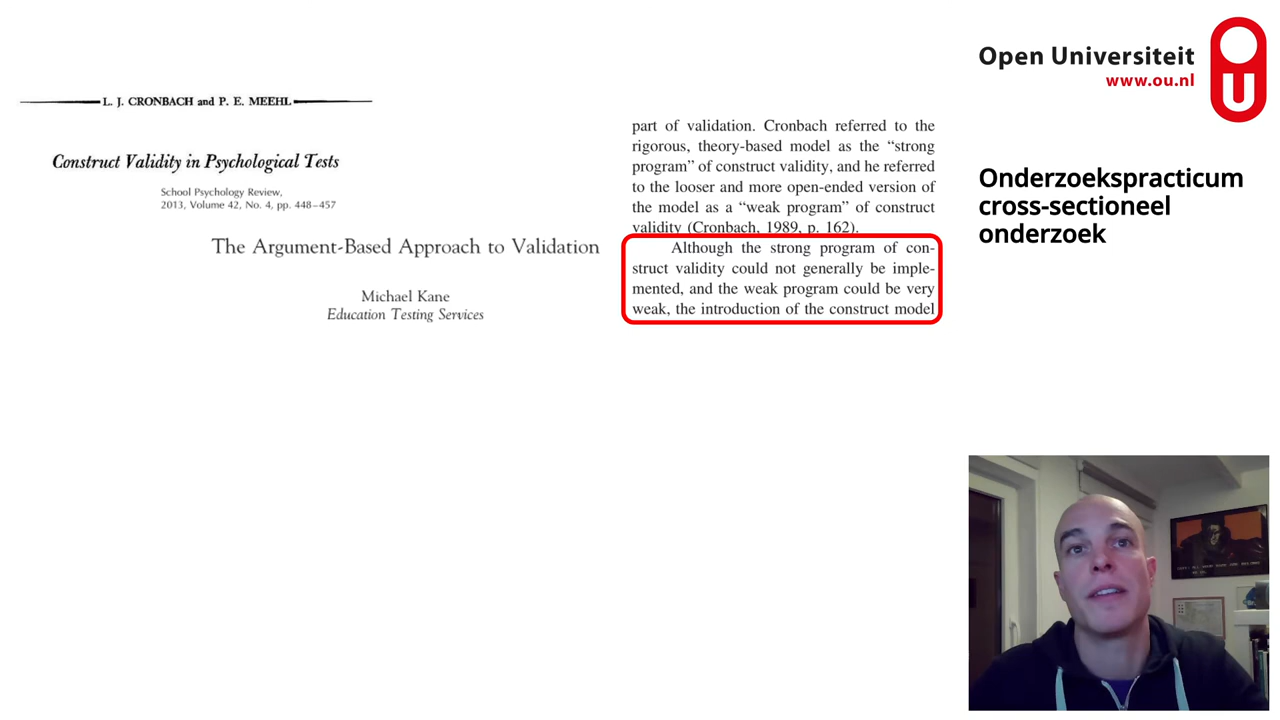 L. J. CRONBACH and P. E. MEEHL
Construct Validity in Psychological Tests
School Psychology Review,
2013, Volume 42, No. 4, pp. 448–457
The Argument-Based Approach to Validation
Michael Kane
Education Testing Services
part of validation. Cronbach referred to the
rigorous, theory-based model as the “strong
program” of construct validity, and he referred
to the looser and more open-ended version of
the model as a “weak program” of construct
validity (Cronbach, 1989, p. 162).
Although the strong program of con-
struct validity could not generally be imple-
mented, and the weak program could be very
weak, the introduction of the construct model
Open Universiteit
www.ou.nl
U
Onderzoekspracticum
cross-sectioneel
onderzoek